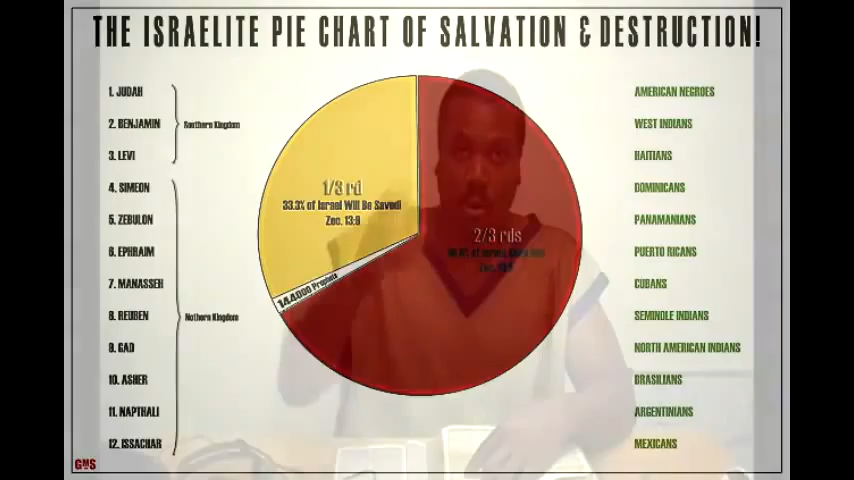 THE ISRAELITE PIE CHART OF SALVATION & DESTRUCTION!
1. JUDAH
2. BENJAMIN
3. LEVI
Southern Kingdom
4. SIMEON
5. ZEBULON
6. EPHRAIM
7. MANASSEH
8. REUBEN
9. GAD
10. ASHER
11. NAPTHALI
12. ISSACHAR
Nothern Kingdom
1/3 rd
33.3% of Israel Will Be Saved!
Zec. 13:8
144,000 Prophets
2/3 rds
AMERICAN NEGROES
WEST INDIANS
HAITIANS
DOMINICANS
PANAMANIANS
PUERTO RICANS
CUBANS
SEMINOLE INDIANS
NORTH AMERICAN INDIANS
BRASILIANS
ARGENTINIANS
MEXICANS
GMS